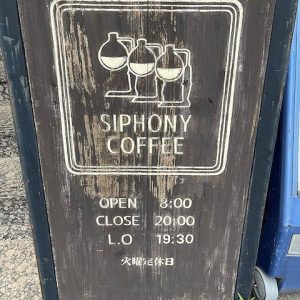 SIPHONY
COFFEE
OPEN 8:00
CLOSE 20:00
L.O 19:30
火曜定休日